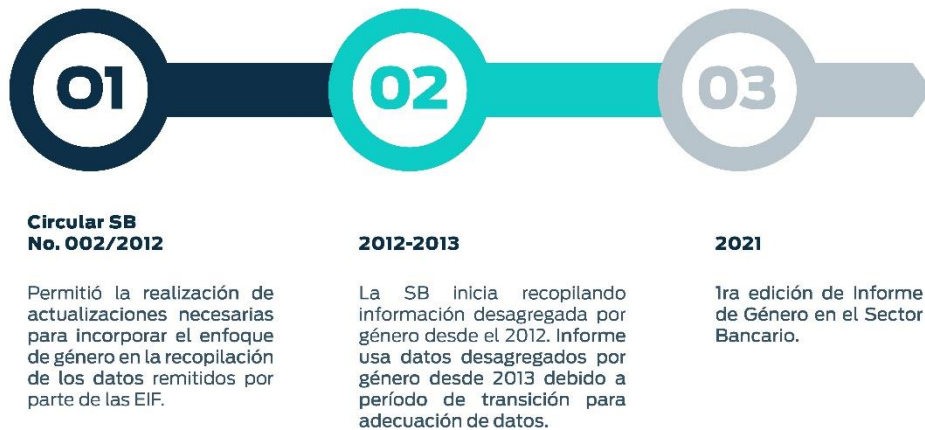 01
02
03
Circular SB
No. 002/2012
Permitió la realización de
actualizaciones necesarias
para incorporar el enfoque
de género en la recopilación
de los datos remitidos por
parte de las EIF.
2012-2013
La SB inicia recopilando
información desagregada por
género desde el 2012. Informe
usa datos desagregados por
género desde 2013 debido a
período de transición para
adecuación de datos.
2021
1ra edición de Informe
de Género en el Sector
Bancario.